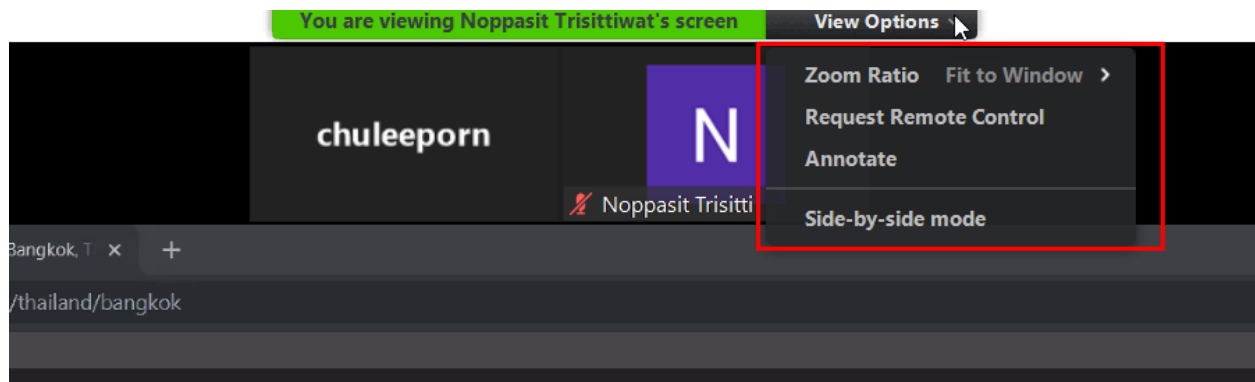 You are viewing Noppasit Trisittiwat's screen
View Options
Zoom Ratio Fit to Window >
Request Remote Control
Annotate
Side-by-side mode
chuleeporn
N
Noppasit Trisitti
Bangkok, T × +
/thailand/bangkok